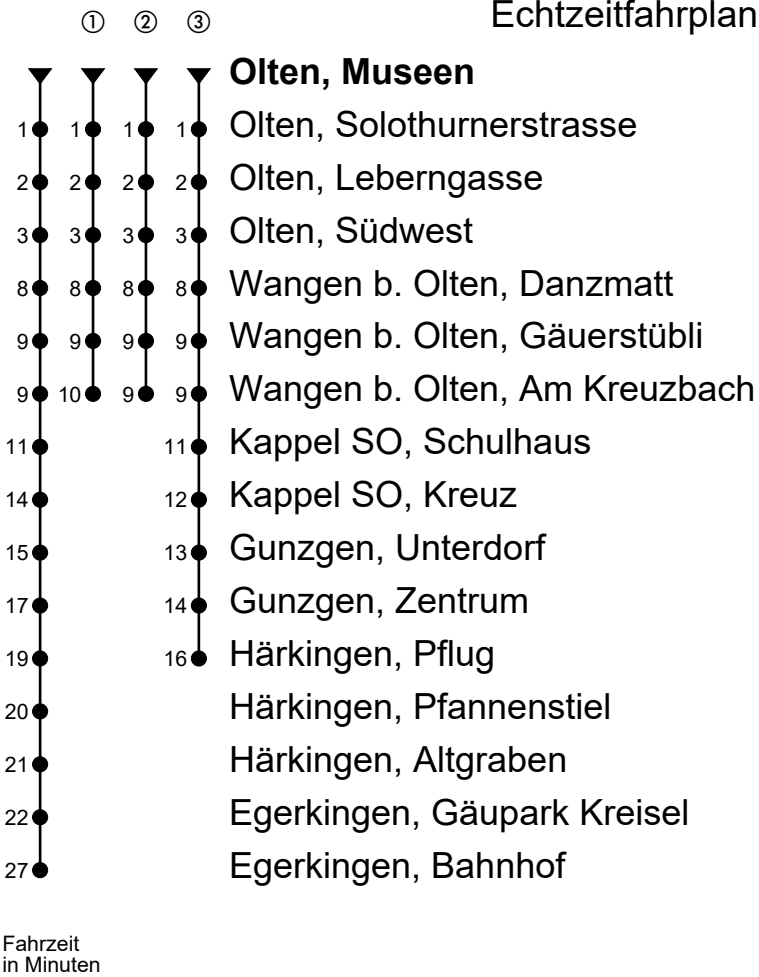 Echtzeitfahrplan
① ② ③
Olten, Museen
1 1 1 1 Olten, Solothurnerstrasse
2 2 2 2 Olten, Leberngasse
3 3 3 3 Olten, Südwest
8 8 8 8 Wangen b. Olten, Danzmatt
9 9 9 9 Wangen b. Olten, Gäuerstübli
9 10 9 9 Wangen b. Olten, Am Kreuzbach
11 11 Kappel SO, Schulhaus
14 12 Kappel SO, Kreuz
15 13 Gunzgen, Unterdorf
17 14 Gunzgen, Zentrum
19 16 Härkingen, Pflug
20 Härkingen, Pfannenstiel
21 Härkingen, Altgraben
22 Egerkingen, Gäupark Kreisel
27 Egerkingen, Bahnhof
Fahrzeit
in Minuten